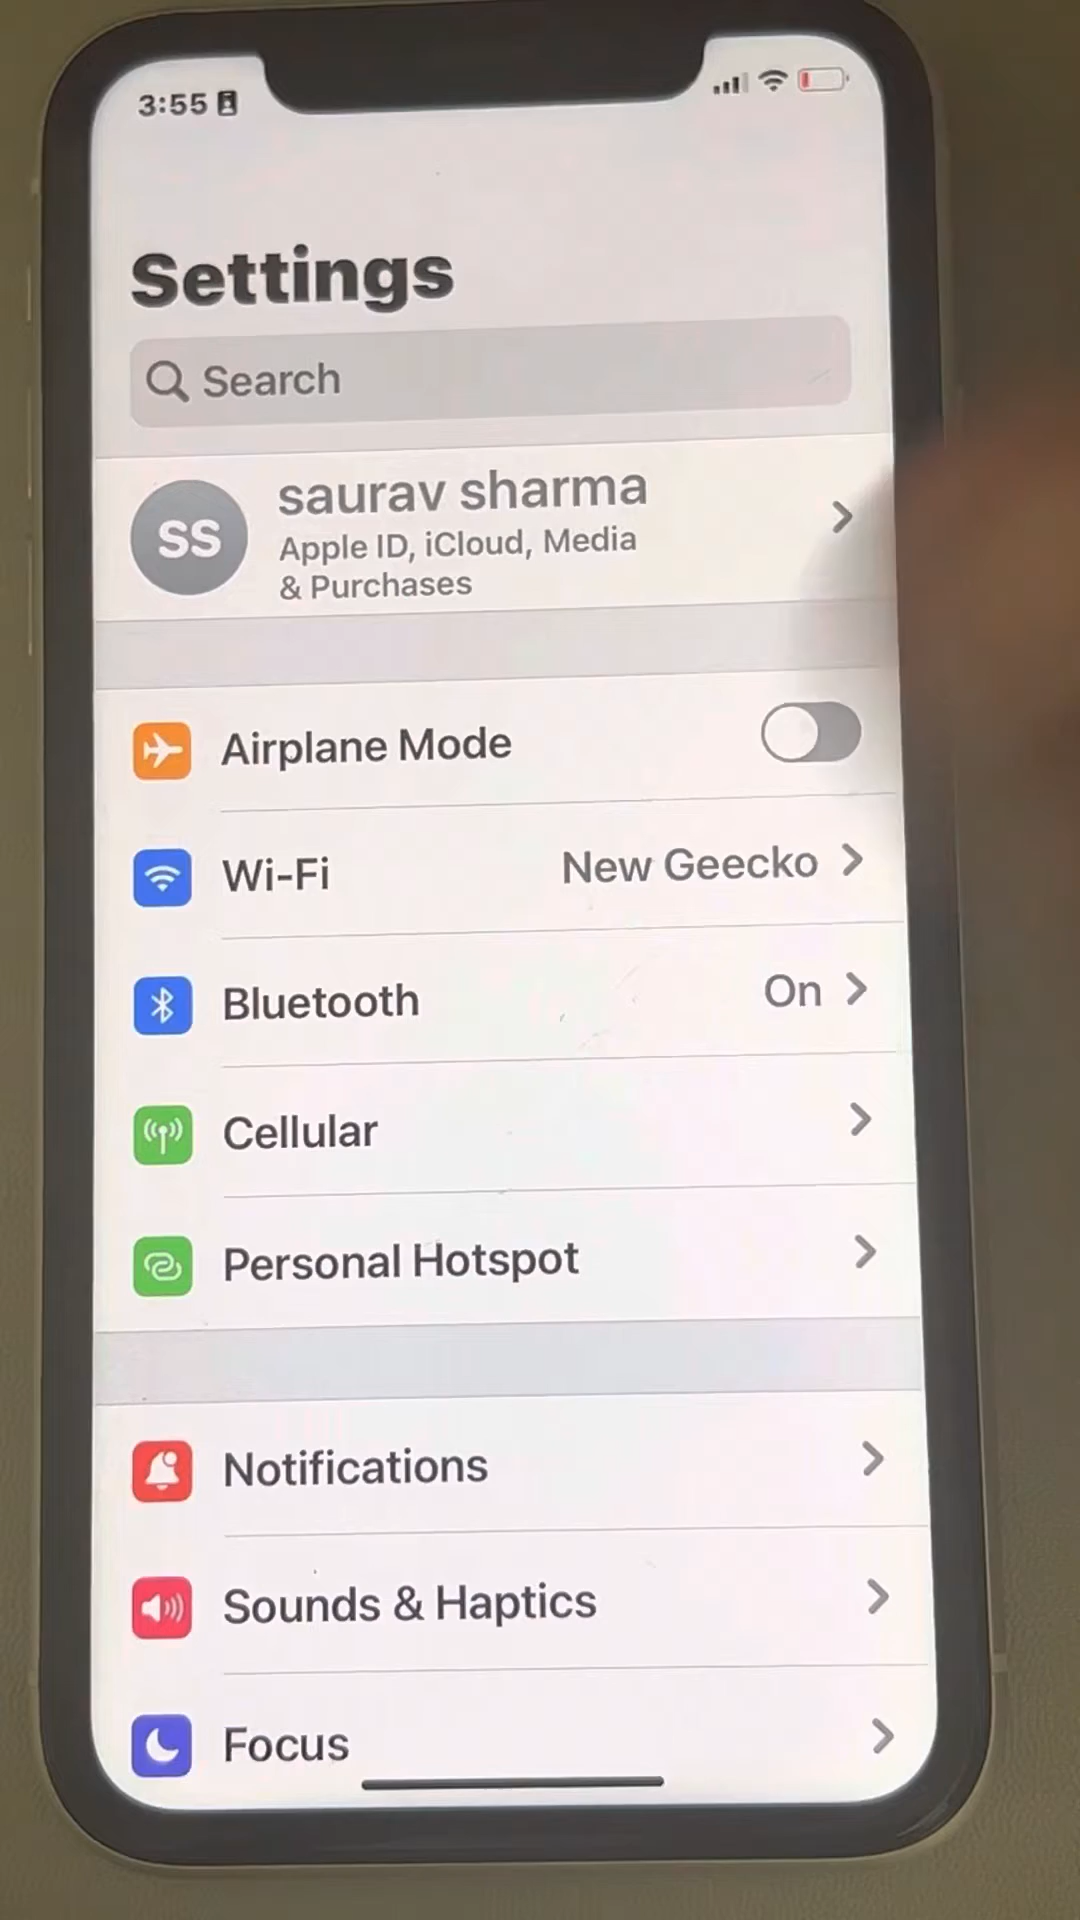 3:55
Settings
Search
SS
saurav sharma
Apple ID, iCloud, Media
& Purchases
Airplane Mode
Wi-Fi New Geecko
Bluetooth On
Cellular
Personal Hotspot
Notifications
Sounds & Haptics
Focus